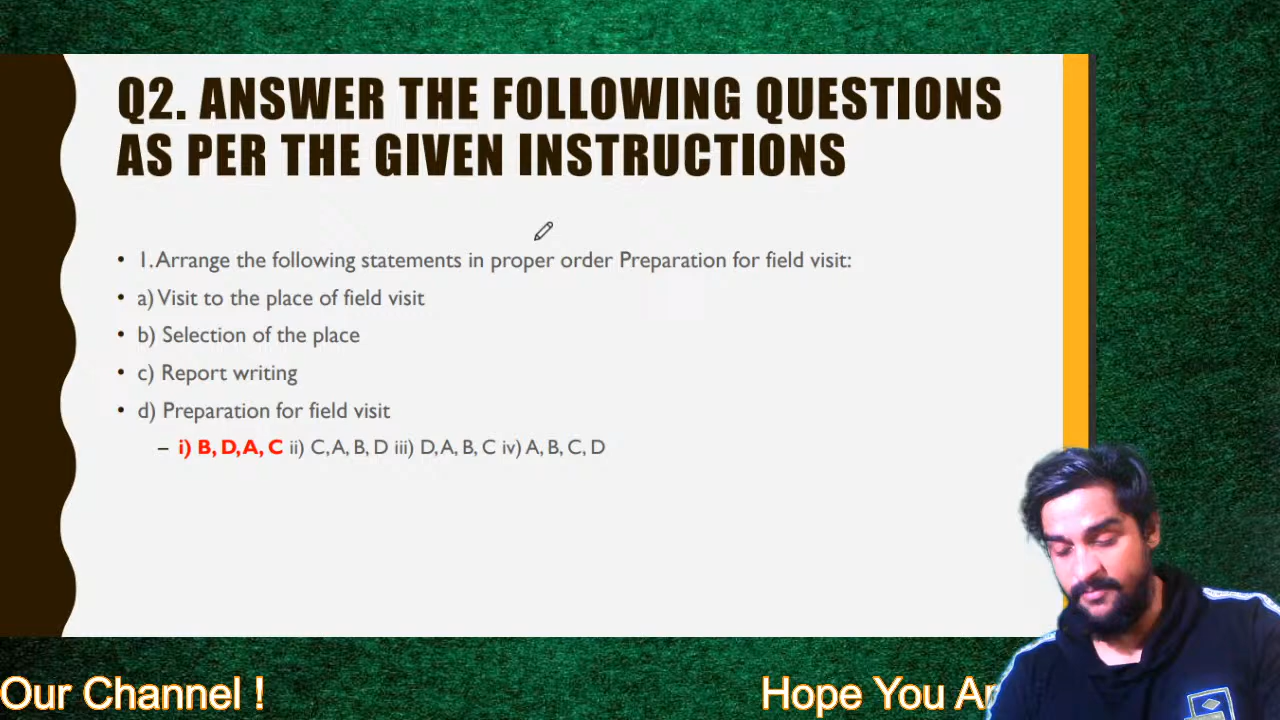 Q2. ANSWER THE FOLLOWING QUESTIONS
AS PER THE GIVEN INSTRUCTIONS
• 1. Arrange the following statements in proper order Preparation for field visit:
• a) Visit to the place of field visit
• b) Selection of the place
• c) Report writing
• d) Preparation for field visit
– i) B, D, A, C ii) C, A, B, D iii) D, A, B, C iv) A, B, C, D
Our Channel ! Hope You